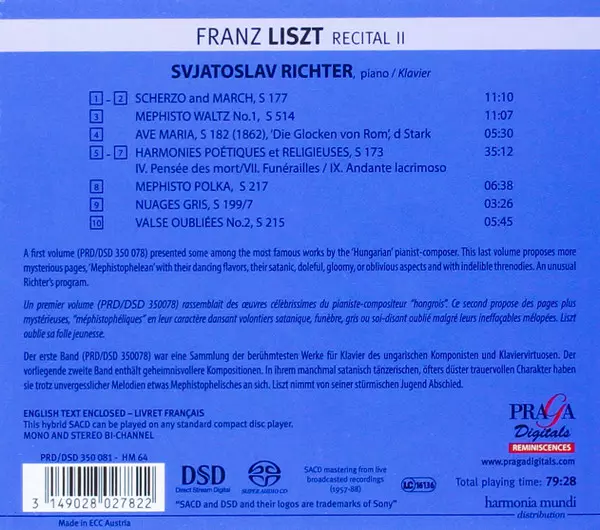 FRANZ LISZT RECITAL II
SVJATOSLAV RICHTER, piano / Klavier
1 - 2 SCHERZO and MARCH, S 177 11:10
3 MEPHISTO WALTZ No.1, S 514 11:07
4 AVE MARIA, S 182 (1862), 'Die Glocken von Rom', d Stark 05:30
5 - 7 HARMONIES POÉTIQUES et RELIGIEUSES, S 173 35:12
IV. Pensée des mort/VII. Funérailles / IX. Andante lacrimoso
8 MEPHISTO POLKA, S 217 06:38
9 NUAGES GRIS, S 199/7 03:26
10 VALSE OUBLIÉES No.2, S 215 05:45
A first volume (PRD/DSD 350 078) presented some among the most famous works by the 'Hungarian' pianist-composer. This last volume proposes more
mysterious pages, 'Mephistophelean' with their dancing flavors, their satanic, doleful, gloomy, or oblivious aspects and with indelible threnodies. An unusual
Richter's program.
Un premier volume (PRD/DSD 350078) rassemblait des œuvres célébrissimes du pianiste-compositeur "hongrois". Ce second propose des pages plus
mystérieuses, "méphistophéliques" en leur caractère dansant volontiers satanique, funèbre, gris ou soi-disant oublié malgré leurs ineffaçables mélopées. Liszt
oublie sa folle jeunesse.
Der erste Band (PRD/DSD 350078) war eine Sammlung der berühmtesten Werke für Klavier des ungarischen Komponisten und Klaviervirtuosen. Der
vorliegende zweite Band enthält geheimnisvollere Kompositionen. In ihrem manchmal satanisch tänzerischen, öfters düster trauervollen Charakter haben
sie trotz unvergesslicher Melodien etwas Mephistophelisches an sich. Liszt nimmt von seiner stürmischen Jugend Abschied.
ENGLISH TEXT ENCLOSED – LIVRET FRANÇAIS
This hybrid SACD can be played on any standard compact disc player.
MONO AND STEREO BI-CHANNEL
PRAGA
Digitals
REMINISCENCES
www.pragadigitals.com
PRD/DSD 350 081 - HM 64
3 149028 027822
Made in ECC Austria
DSD
Direct Stream Digital
SUPER AUDIO CD
SACD mastering from live
broadcasted recordings
(1957-88)
"SACD and DSD and their logos are trademarks of Sony"
LC 16134
Total playing time: 79:28
harmonia mundi
distribution